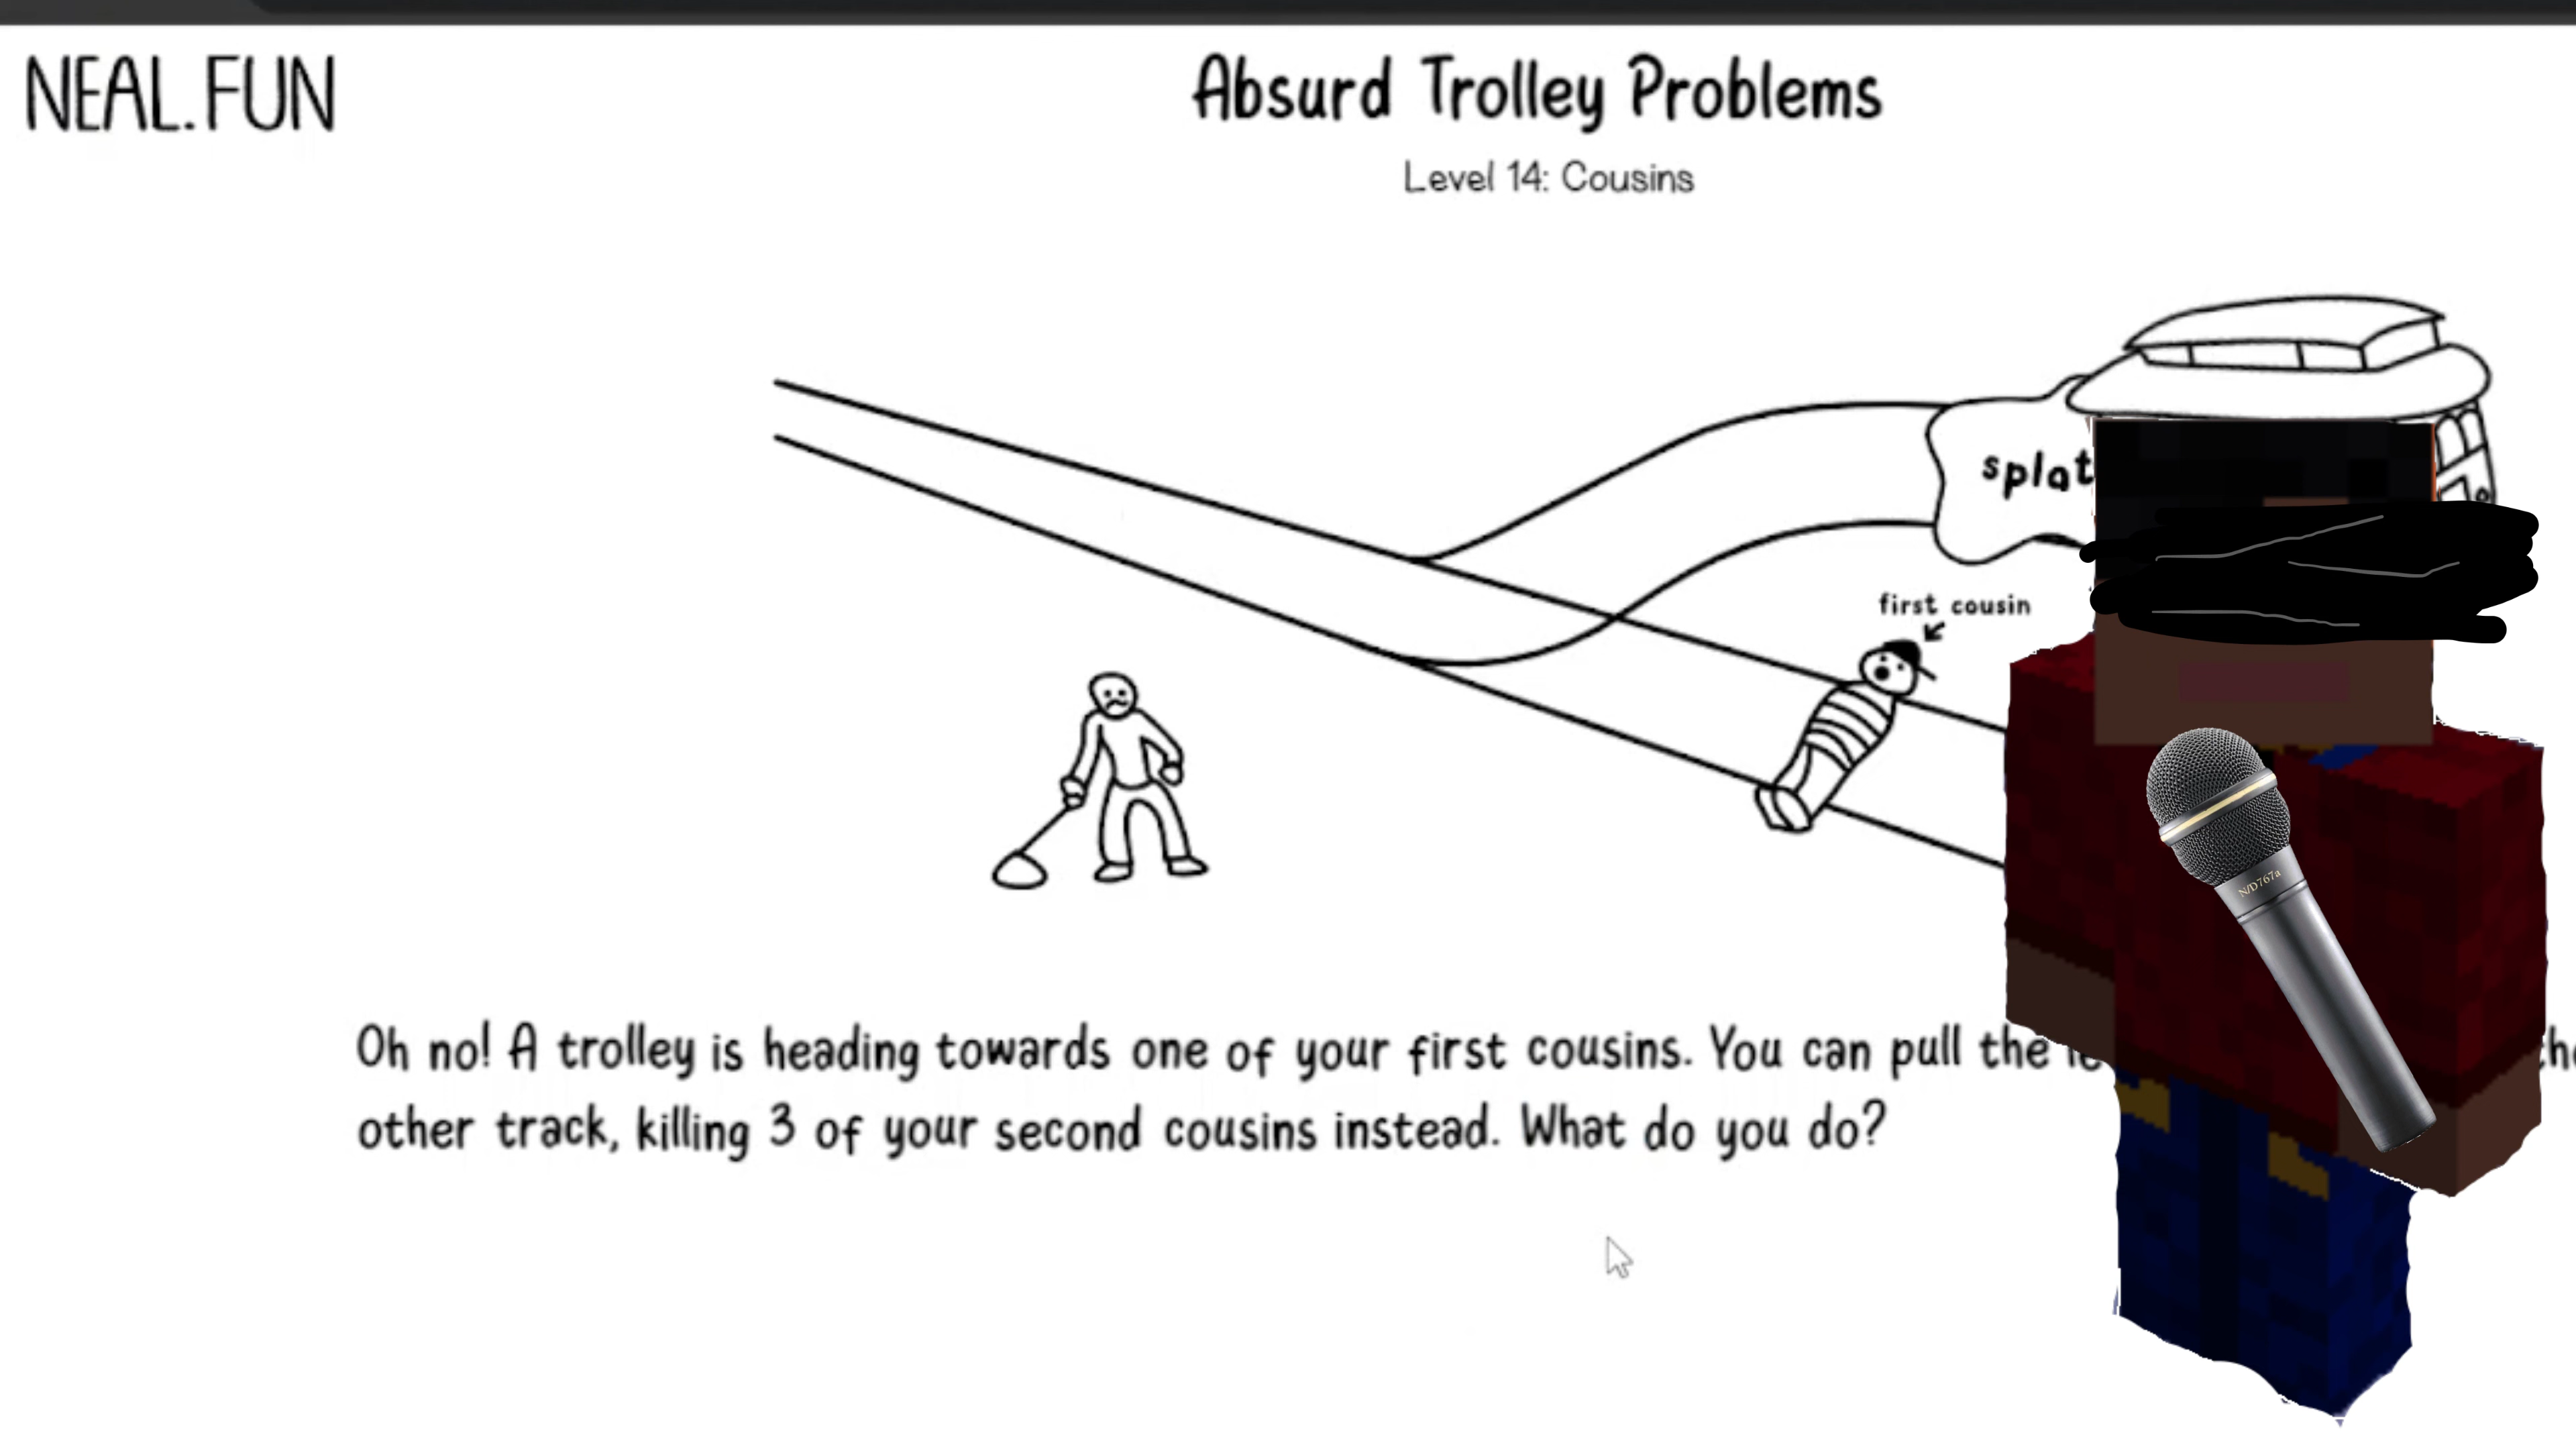 NEAL.FUN
Absurd Trolley Problems
Level 14: Cousins
splat
first cousin
N/D767a
Oh no! A trolley is heading towards one of your first cousins. You can pull the
other track, killing 3 of your second cousins instead. What do you do?